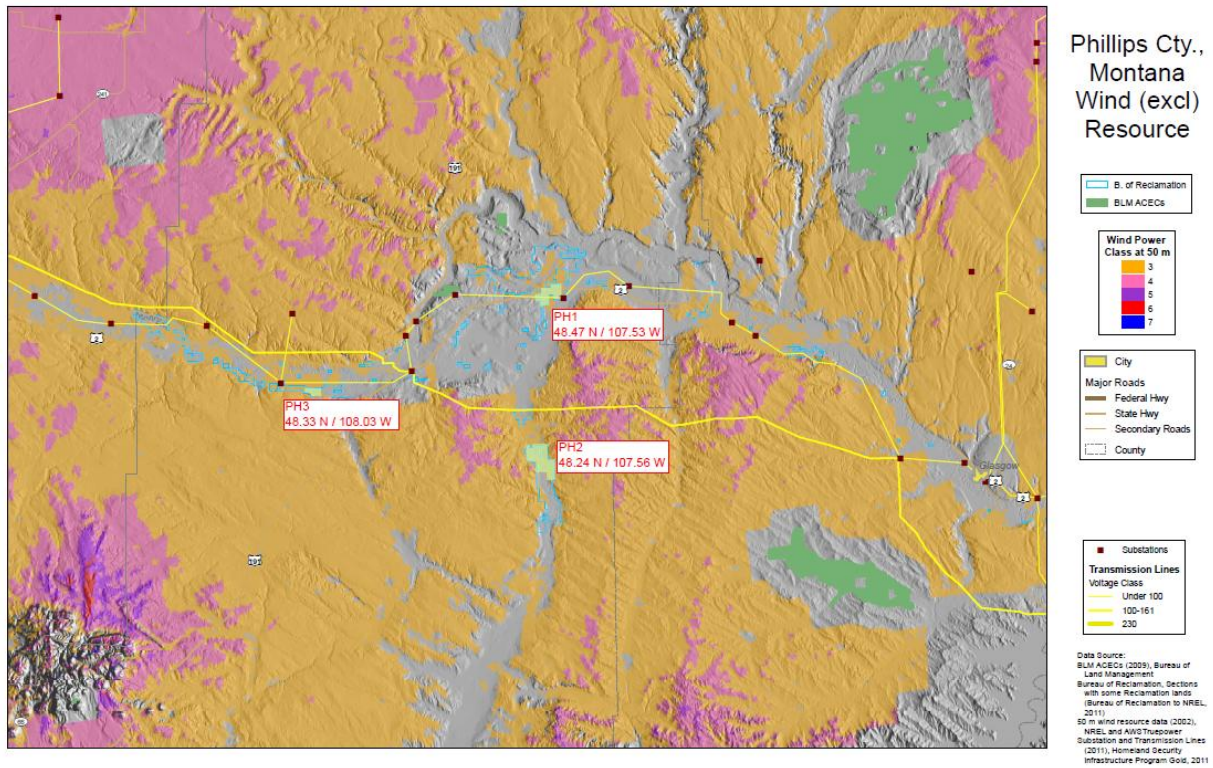 Phillips Cty.,
Montana
Wind (excl)
Resource
B. of Reclamation
BLM ACECs
Wind Power
Class at 50 m
3
4
5
6
7
City
Major Roads
Federal Hwy
State Hwy
Secondary Roads
County
Substations
Transmission Lines
Voltage Class
Under 100
100-161
230
Data Source:
BLM ACECs (2009), Bureau of
Land Management
Bureau of Reclamation, Sections
with some Reclamation lands
(Bureau of Reclamation to NREL,
2011)
50 m wind resource data (2002),
NREL and AWSTruepower
Substation and Transmission Lines
(2011), Homeland Security
Infrastructure Program Gold, 2011
241
191
2
PH1
48.47 N / 107.53 W
2
24
PH3
48.33 N / 108.03 W
PH2
48.24 N / 107.56 W
Glasgow
2
2
191